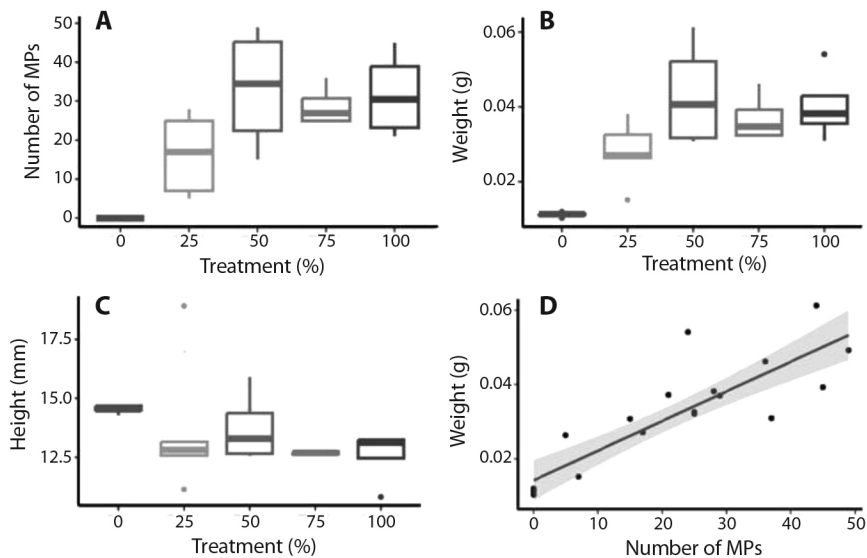 A
Number of MPs
50
40
30
20
10
0
0 25 50 75 100
Treatment (%)
B
Weight (g)
0.06
0.04
0.02
0 25 50 75 100
Treatment (%)
C
Height (mm)
17.5
15.0
12.5
0 25 50 75 100
Treatment (%)
D
Weight (g)
0.06
0.04
0.02
0 10 20 30 40 50
Number of MPs